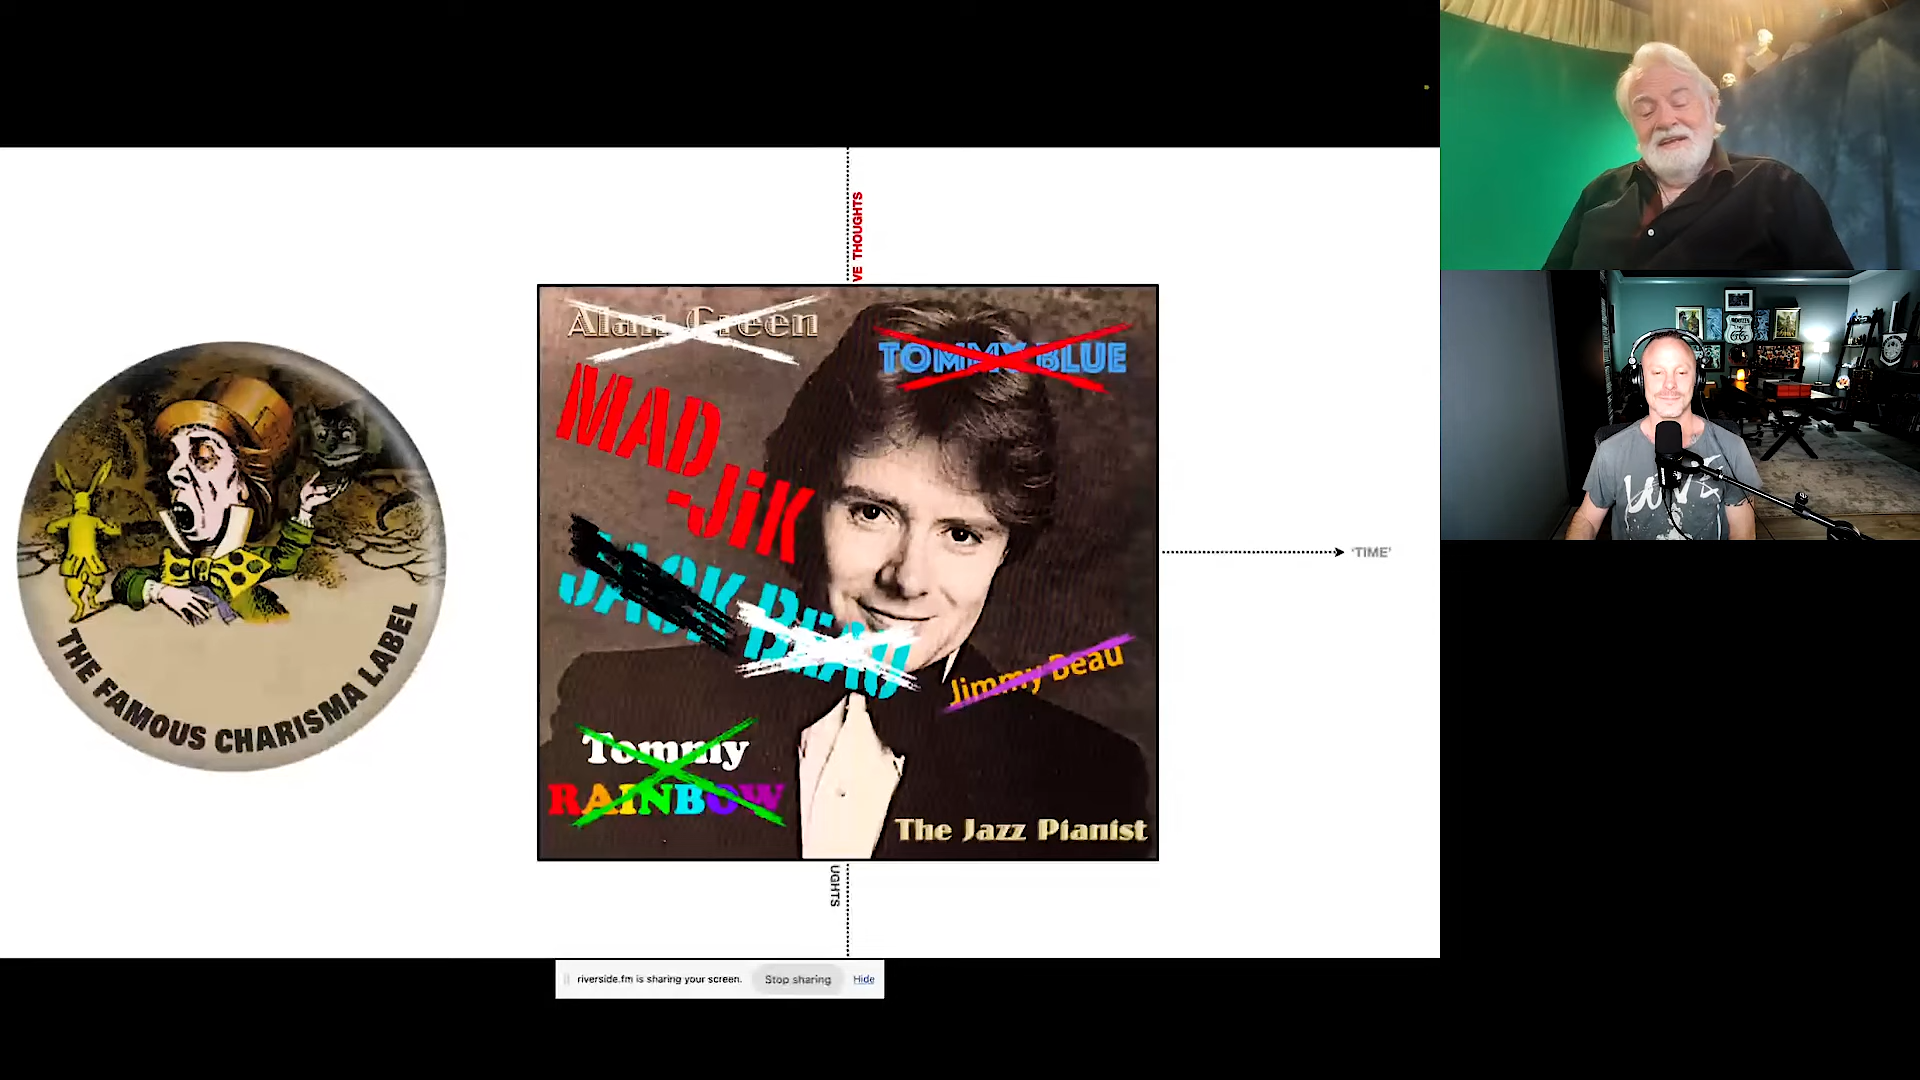 VE THOUGHTS
Alan Green
TOMMY BLUE
MAD
-JiK
JACK BEAU
Jimmy Beau
Tommy
RAINBOW
The Jazz Pianist
THE FAMOUS CHARISMA LABEL
'TIME'
UGHTS
riverside.fm is sharing your screen. Stop sharing Hide